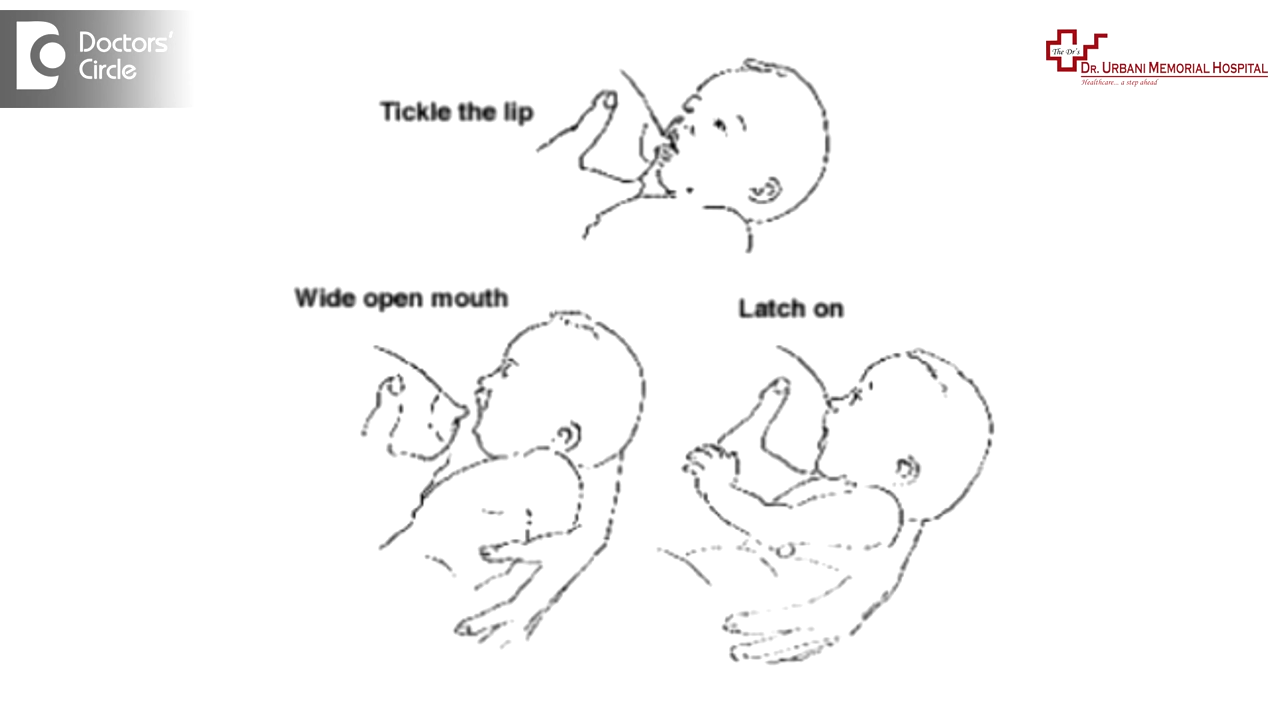 Doctors'
Circle
The Dr's
DR. URBANI MEMORIAL HOSPITAL
Healthcare... a step ahead
Tickle the lip
Wide open mouth
Latch on